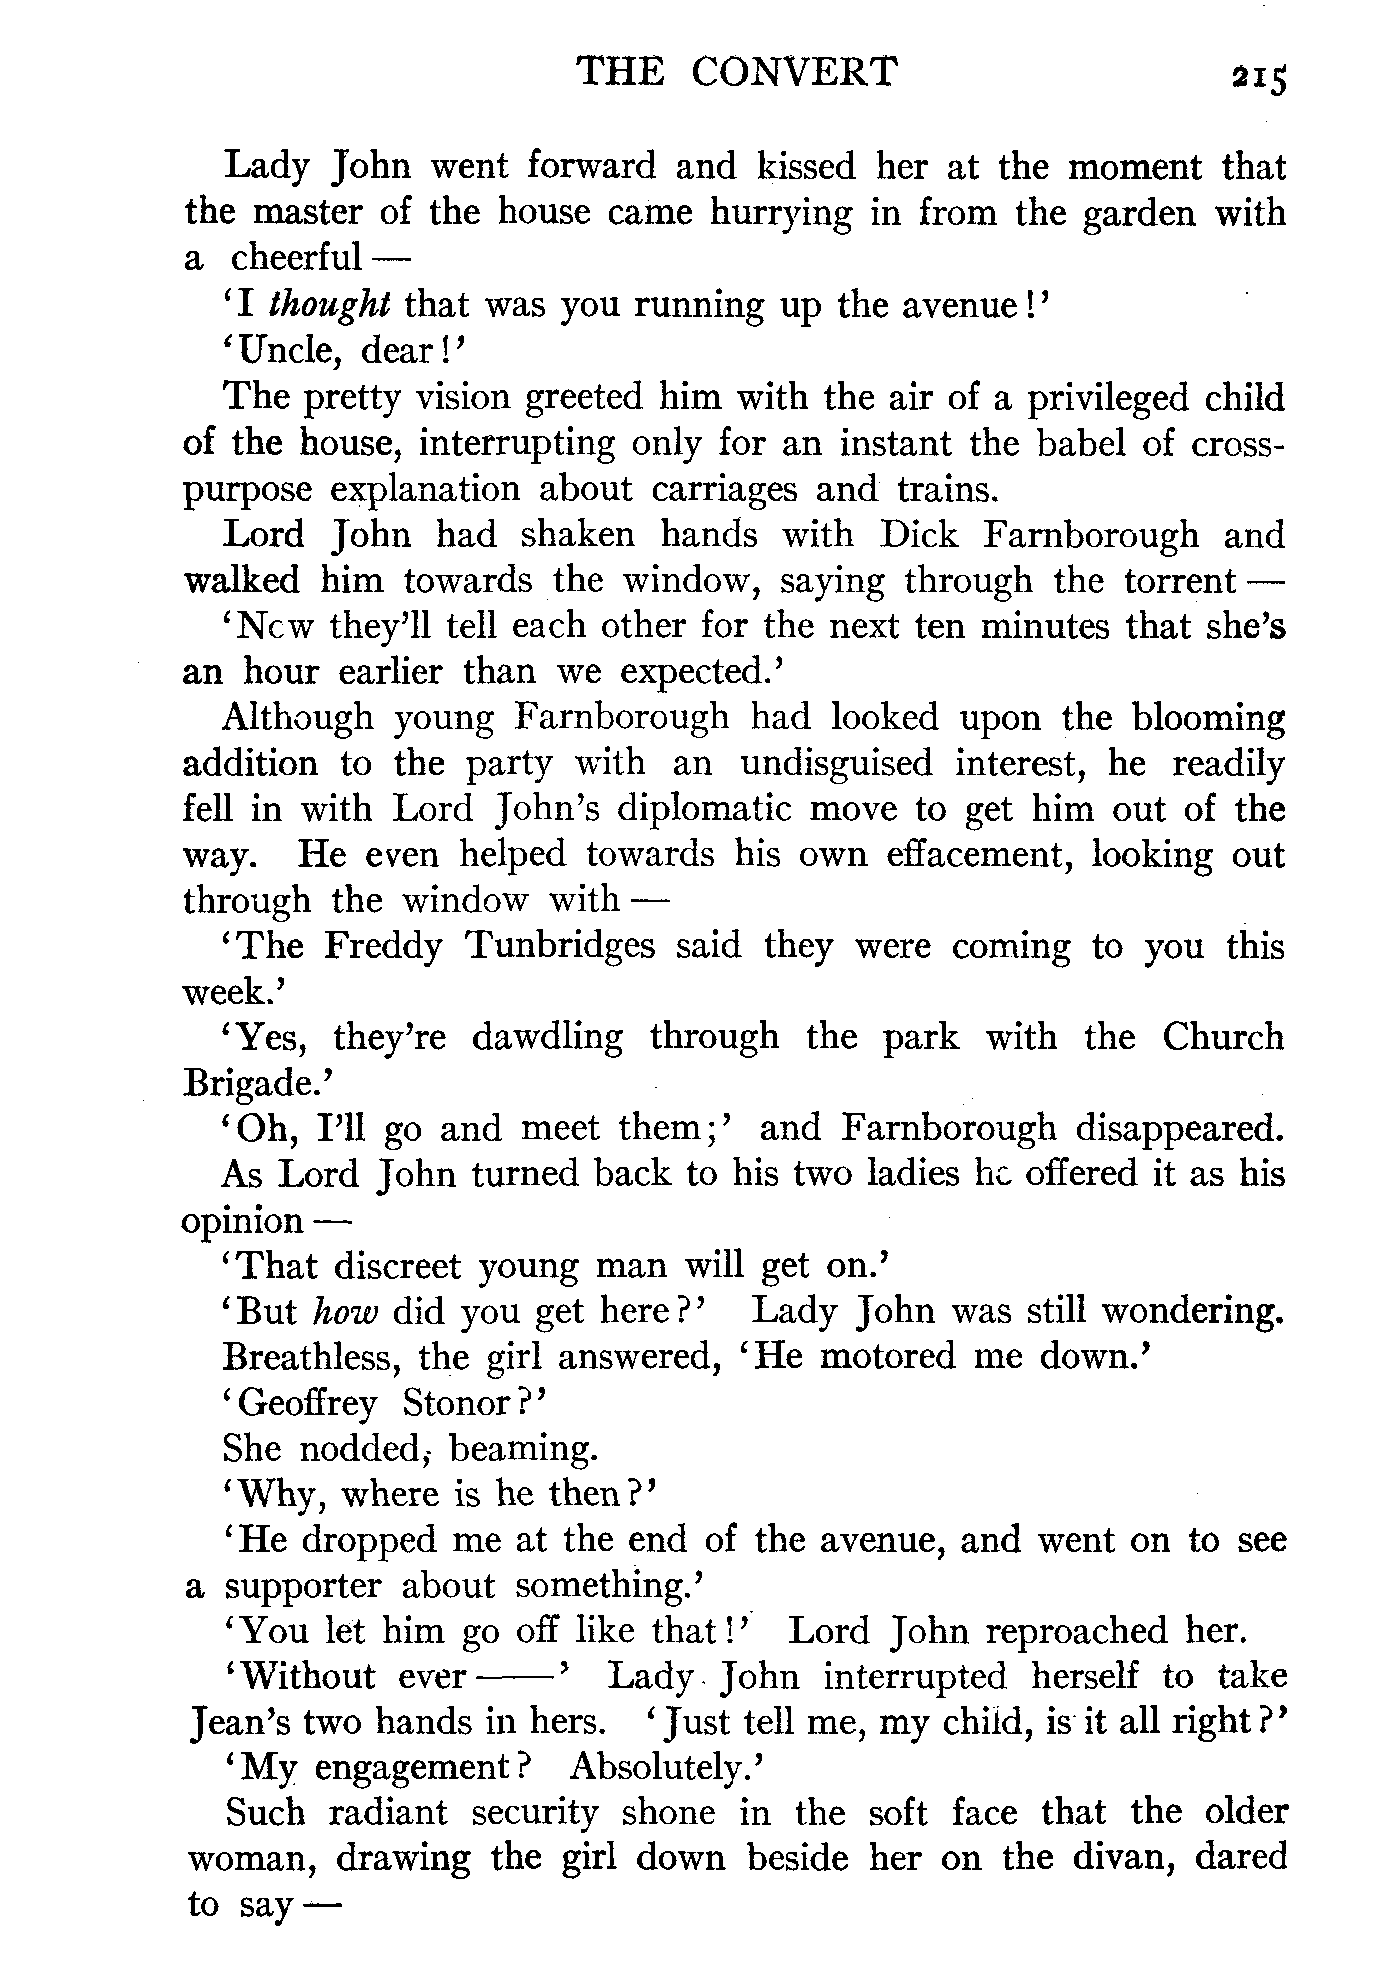 THE CONVERT 215
Lady John went forward and kissed her at the moment that
the master of the house came hurrying in from the garden with
a cheerful —
‘I thought that was you running up the avenue!’
‘Uncle, dear!’
The pretty vision greeted him with the air of a privileged child
of the house, interrupting only for an instant the babel of cross-
purpose explanation about carriages and trains.
Lord John had shaken hands with Dick Farnborough and
walked him towards the window, saying through the torrent —
‘Now they’ll tell each other for the next ten minutes that she’s
an hour earlier than we expected.’
Although young Farnborough had looked upon the blooming
addition to the party with an undisguised interest, he readily
fell in with Lord John’s diplomatic move to get him out of the
way. He even helped towards his own effacement, looking out
through the window with —
‘The Freddy Tunbridges said they were coming to you this
week.’
‘Yes, they’re dawdling through the park with the Church
Brigade.’
‘Oh, I’ll go and meet them;’ and Farnborough disappeared.
As Lord John turned back to his two ladies he offered it as his
opinion —
‘That discreet young man will get on.’
‘But how did you get here?’ Lady John was still wondering.
Breathless, the girl answered, ‘He motored me down.’
‘Geoffrey Stonor?’
She nodded, beaming.
‘Why, where is he then?’
‘He dropped me at the end of the avenue, and went on to see
a supporter about something.’
‘You let him go off like that!’ Lord John reproached her.
‘Without ever ——’ Lady John interrupted herself to take
Jean’s two hands in hers. ‘Just tell me, my child, is it all right?’
‘My engagement? Absolutely.’
Such radiant security shone in the soft face that the older
woman, drawing the girl down beside her on the divan, dared
to say —